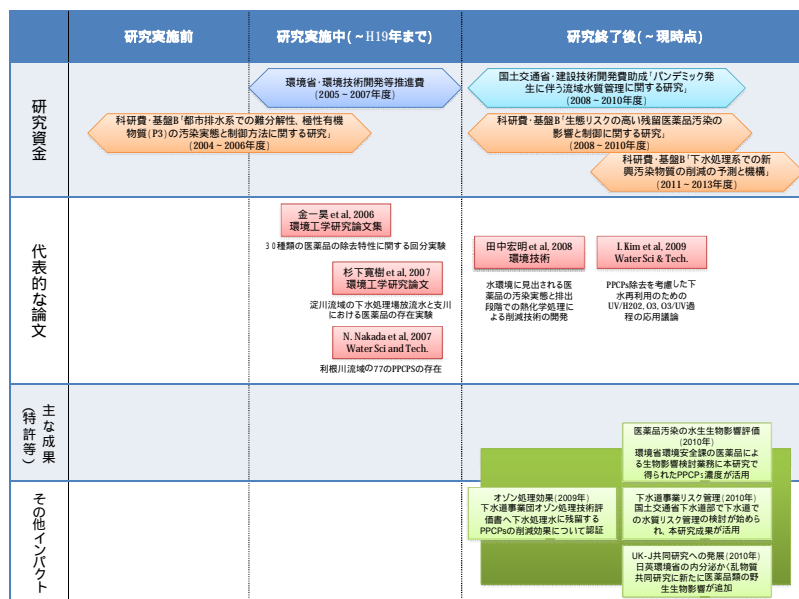 研究実施前
研究実施中(～H19年まで)
研究終了後(～現時点)
研究資金
環境省・環境技術開発等推進費
(2005～2007年度)
国土交通省・建設技術開発費助成「パンデミック発
生に伴う流域水質管理に関する研究」
(2008～2010年度)
科研費・基盤B「都市排水系での難分解性、極性有機
物質(P3)の汚染実態と制御方法に関する研究」
(2004～2006年度)
科研費・基盤B「生態リスクの高い残留医薬品汚染の
影響と制御に関する研究」
(2008～2010年度)
科研費・基盤B「下水処理系での新
興汚染物質の削減の予測と機構」
(2011～2013年度)
代表的な論文
金一昊 et al, 2006
環境工学研究論文集
30種類の医薬品の除去特性に関する回分実験
杉下寛樹 et al, 2007
環境工学研究論文
淀川流域の下水処理場放流水と支川
における医薬品の存在実験
N. Nakada et al, 2007
Water Sci and Tech.
利根川流域の77のPPCPSの存在
田中宏明 et al, 2008
環境技術
水環境に見出される医
薬品の汚染実態と排出
段階での熱化学処理に
よる削減技術の開発
I. Kim et al, 2009
Water Sci & Tech.
PPCPs除去を考慮した下
水再利用のための
UV/H2O2, O3, O3/UV過
程の応用議論
主な成果
(特許等)
医薬品汚染の水生生物影響評価
(2010年)
環境省環境安全課の医薬品によ
る生物影響検討業務に本研究で
得られたPPCPs濃度が活用
その他インパクト
オゾン処理効果(2009年)
下水道事業団オゾン処理技術評
価書へ下水処理水に残留する
PPCPsの削減効果について認証
下水道事業リスク管理(2010年)
国土交通省下水道部で下水道で
の水質リスク管理の検討が始めら
れ、本研究成果が活用
UK-J共同研究への発展(2010年)
日英環境省の内分泌かく乱物質
共同研究に新たに医薬品類の野
生生物影響が追加